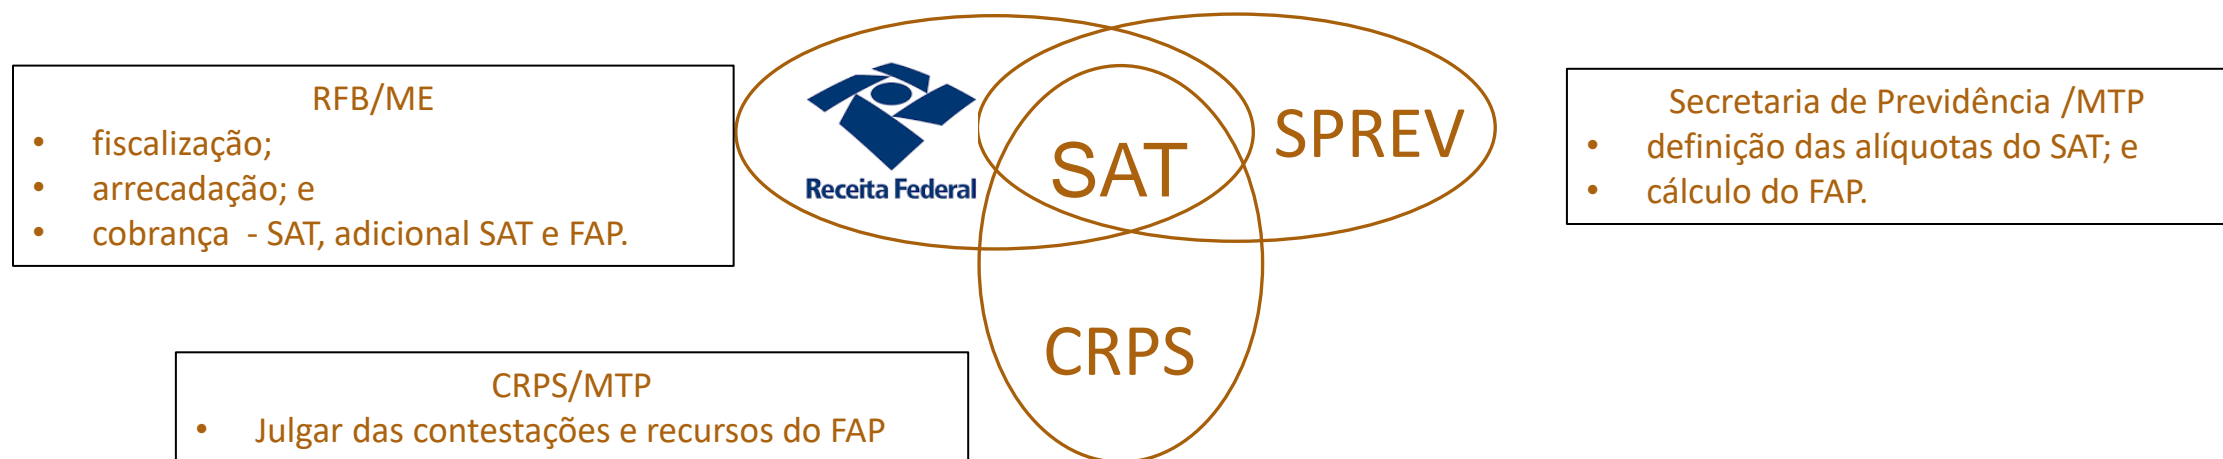 RFB/ME
• fiscalização;
• arrecadação; e
• cobrança - SAT, adicional SAT e FAP.
Receita Federal
SAT
SPREV
CRPS
Secretaria de Previdência /MTP
• definição das alíquotas do SAT; e
• cálculo do FAP.
CRPS/MTP
• Julgar das contestações e recursos do FAP